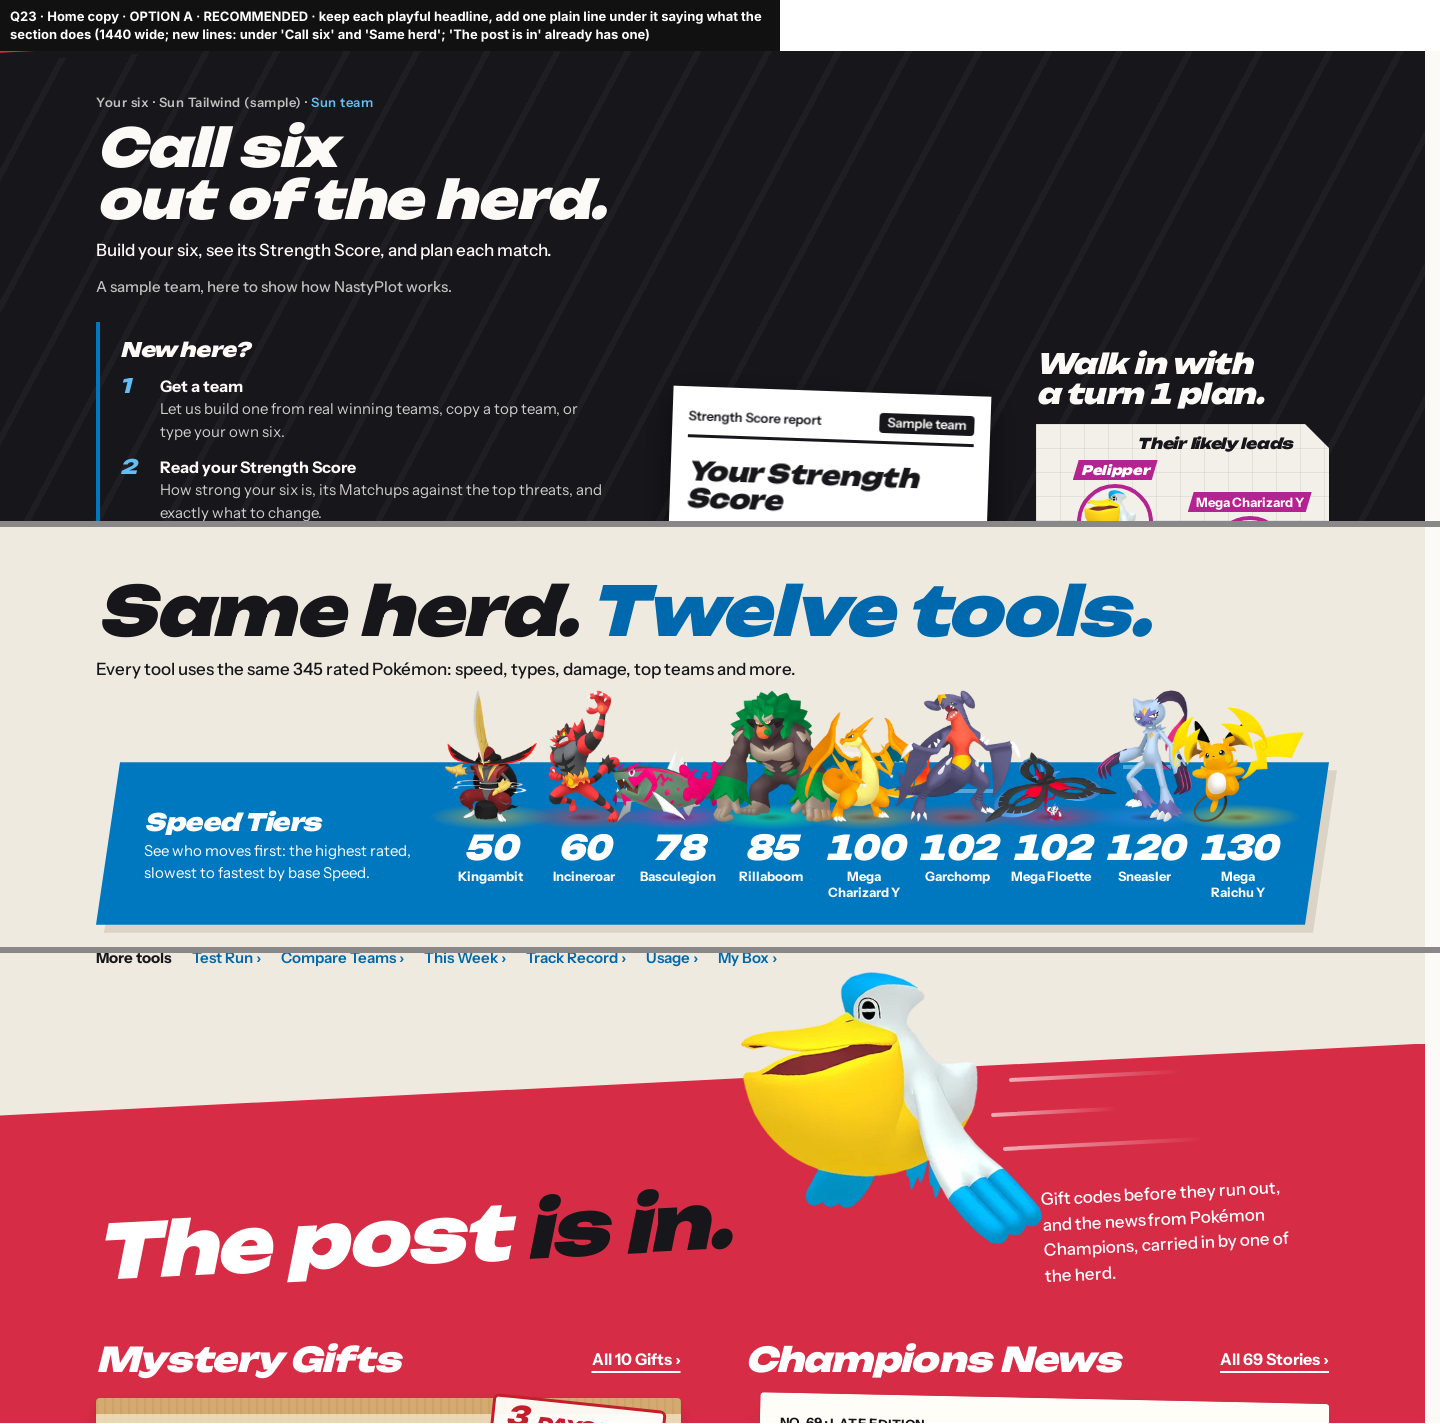 Q23 · Home copy · OPTION A · RECOMMENDED · keep each playful headline, add one plain line under it saying what the
section does (1440 wide; new lines: under 'Call six' and 'Same herd'; 'The post is in' already has one)
Your six · Sun Tailwind (sample) · Sun team
Call six
out of the herd.
Build your six, see its Strength Score, and plan each match.
A sample team, here to show how NastyPlot works.
New here?
1 Get a team
Let us build one from real winning teams, copy a top team, or
type your own six.
2 Read your Strength Score
How strong your six is, its Matchups against the top threats, and
exactly what to change.
Strength Score report Sample team
Your Strength
Score
Walk in with
a turn 1 plan.
Their likely leads
Pelipper
Mega Charizard Y
Same herd. Twelve tools.
Every tool uses the same 345 rated Pokémon: speed, types, damage, top teams and more.
Speed Tiers
See who moves first: the highest rated,
slowest to fastest by base Speed.
50 60 78 85 100 102 102 120 130
Kingambit Incineroar Basculegion Rillaboom Mega Charizard Y Garchomp Mega Floette Sneasler Mega Raichu Y
More tools Test Run › Compare Teams › This Week › Track Record › Usage › My Box ›
The post is in.
Gift codes before they run out,
and the news from Pokémon
Champions, carried in by one of
the herd.
Mystery Gifts All 10 Gifts ›
Champions News All 69 Stories ›
3 DAYS
NO. 69 · LATE EDITION